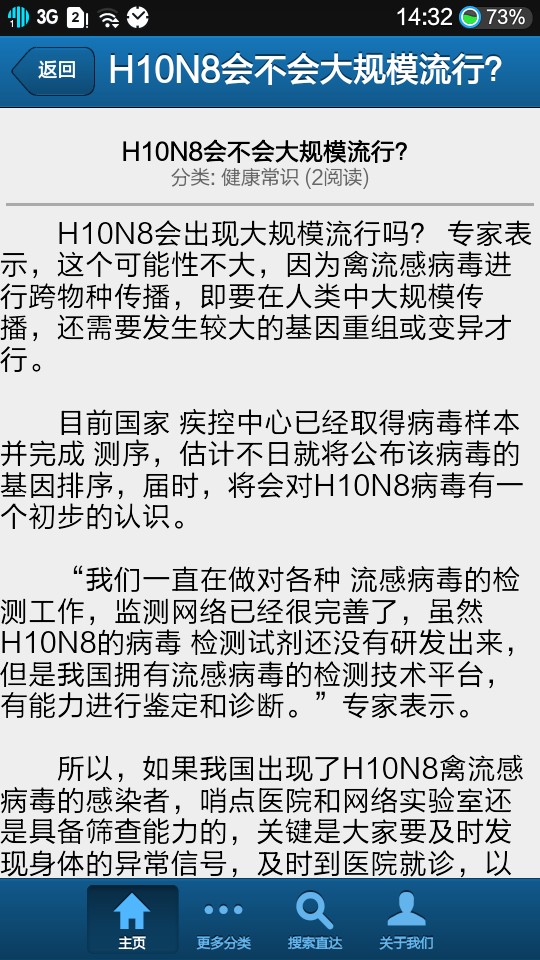 1 3G 2 ! 14:32 73%
返回 H10N8会不会大规模流行?
H10N8会不会大规模流行?
分类: 健康常识 (2阅读)
H10N8会出现大规模流行吗? 专家表
示，这个可能性不大，因为禽流感病毒进
行跨物种传播，即要在人类中大规模传
播，还需要发生较大的基因重组或变异才
行。
目前国家 疾控中心已经取得病毒样本
并完成 测序，估计不日就将公布该病毒的
基因排序，届时，将会对H10N8病毒有一
个初步的认识。
“我们一直在做对各种 流感病毒的检
测工作，监测网络已经很完善了，虽然
H10N8的病毒 检测试剂还没有研发出来，
但是我国拥有流感病毒的检测技术平台，
有能力进行鉴定和诊断。”专家表示。
所以，如果我国出现了H10N8禽流感
病毒的感染者，哨点医院和网络实验室还
是具备筛查能力的，关键是大家要及时发
现身体的异常信号，及时到医院就诊，以
主页 更多分类 搜索直达 关于我们